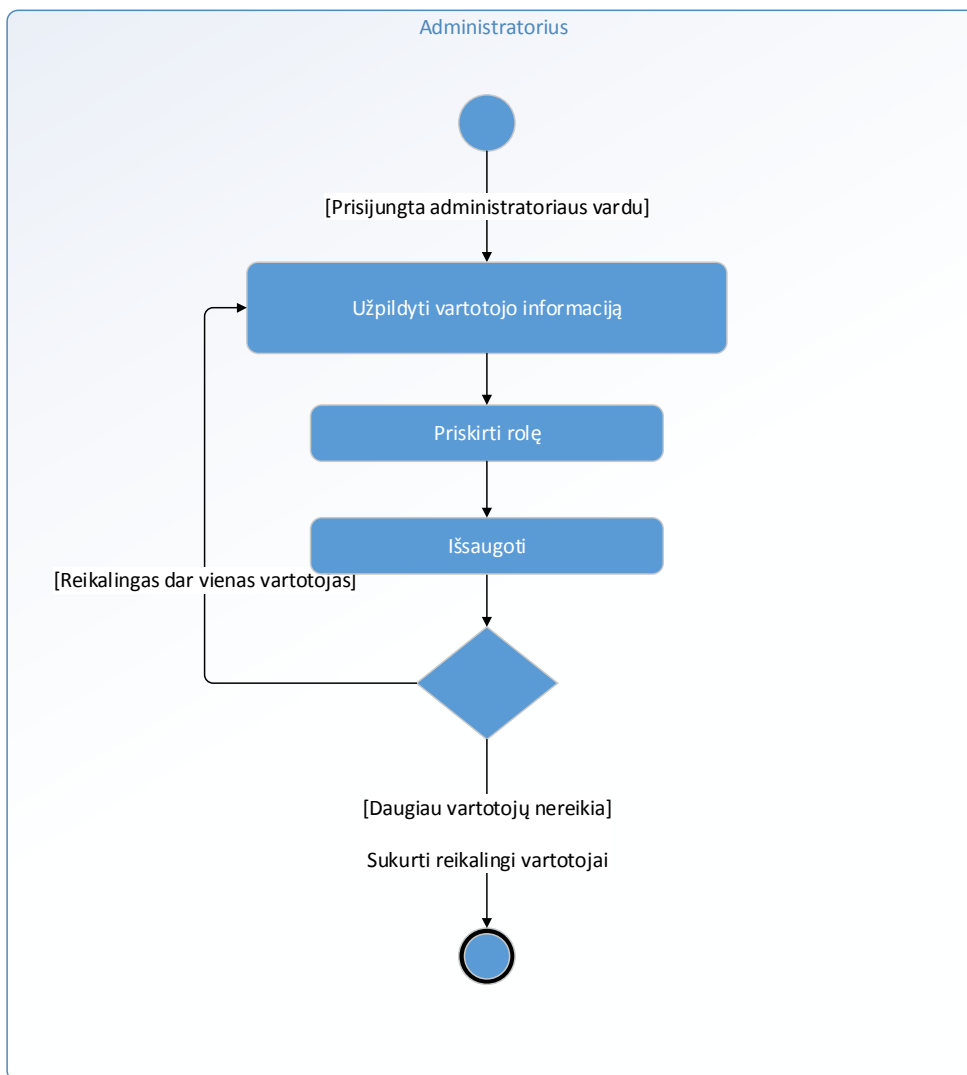 Administratorius
[Prisijungta administratoriaus vardu]
Užpildyti vartotojo informaciją
Priskirti rolę
Išsaugoti
[Reikalingas dar vienas vartotojas]
[Daugiau vartotojų nereikia]
Sukurti reikalingi vartotojai